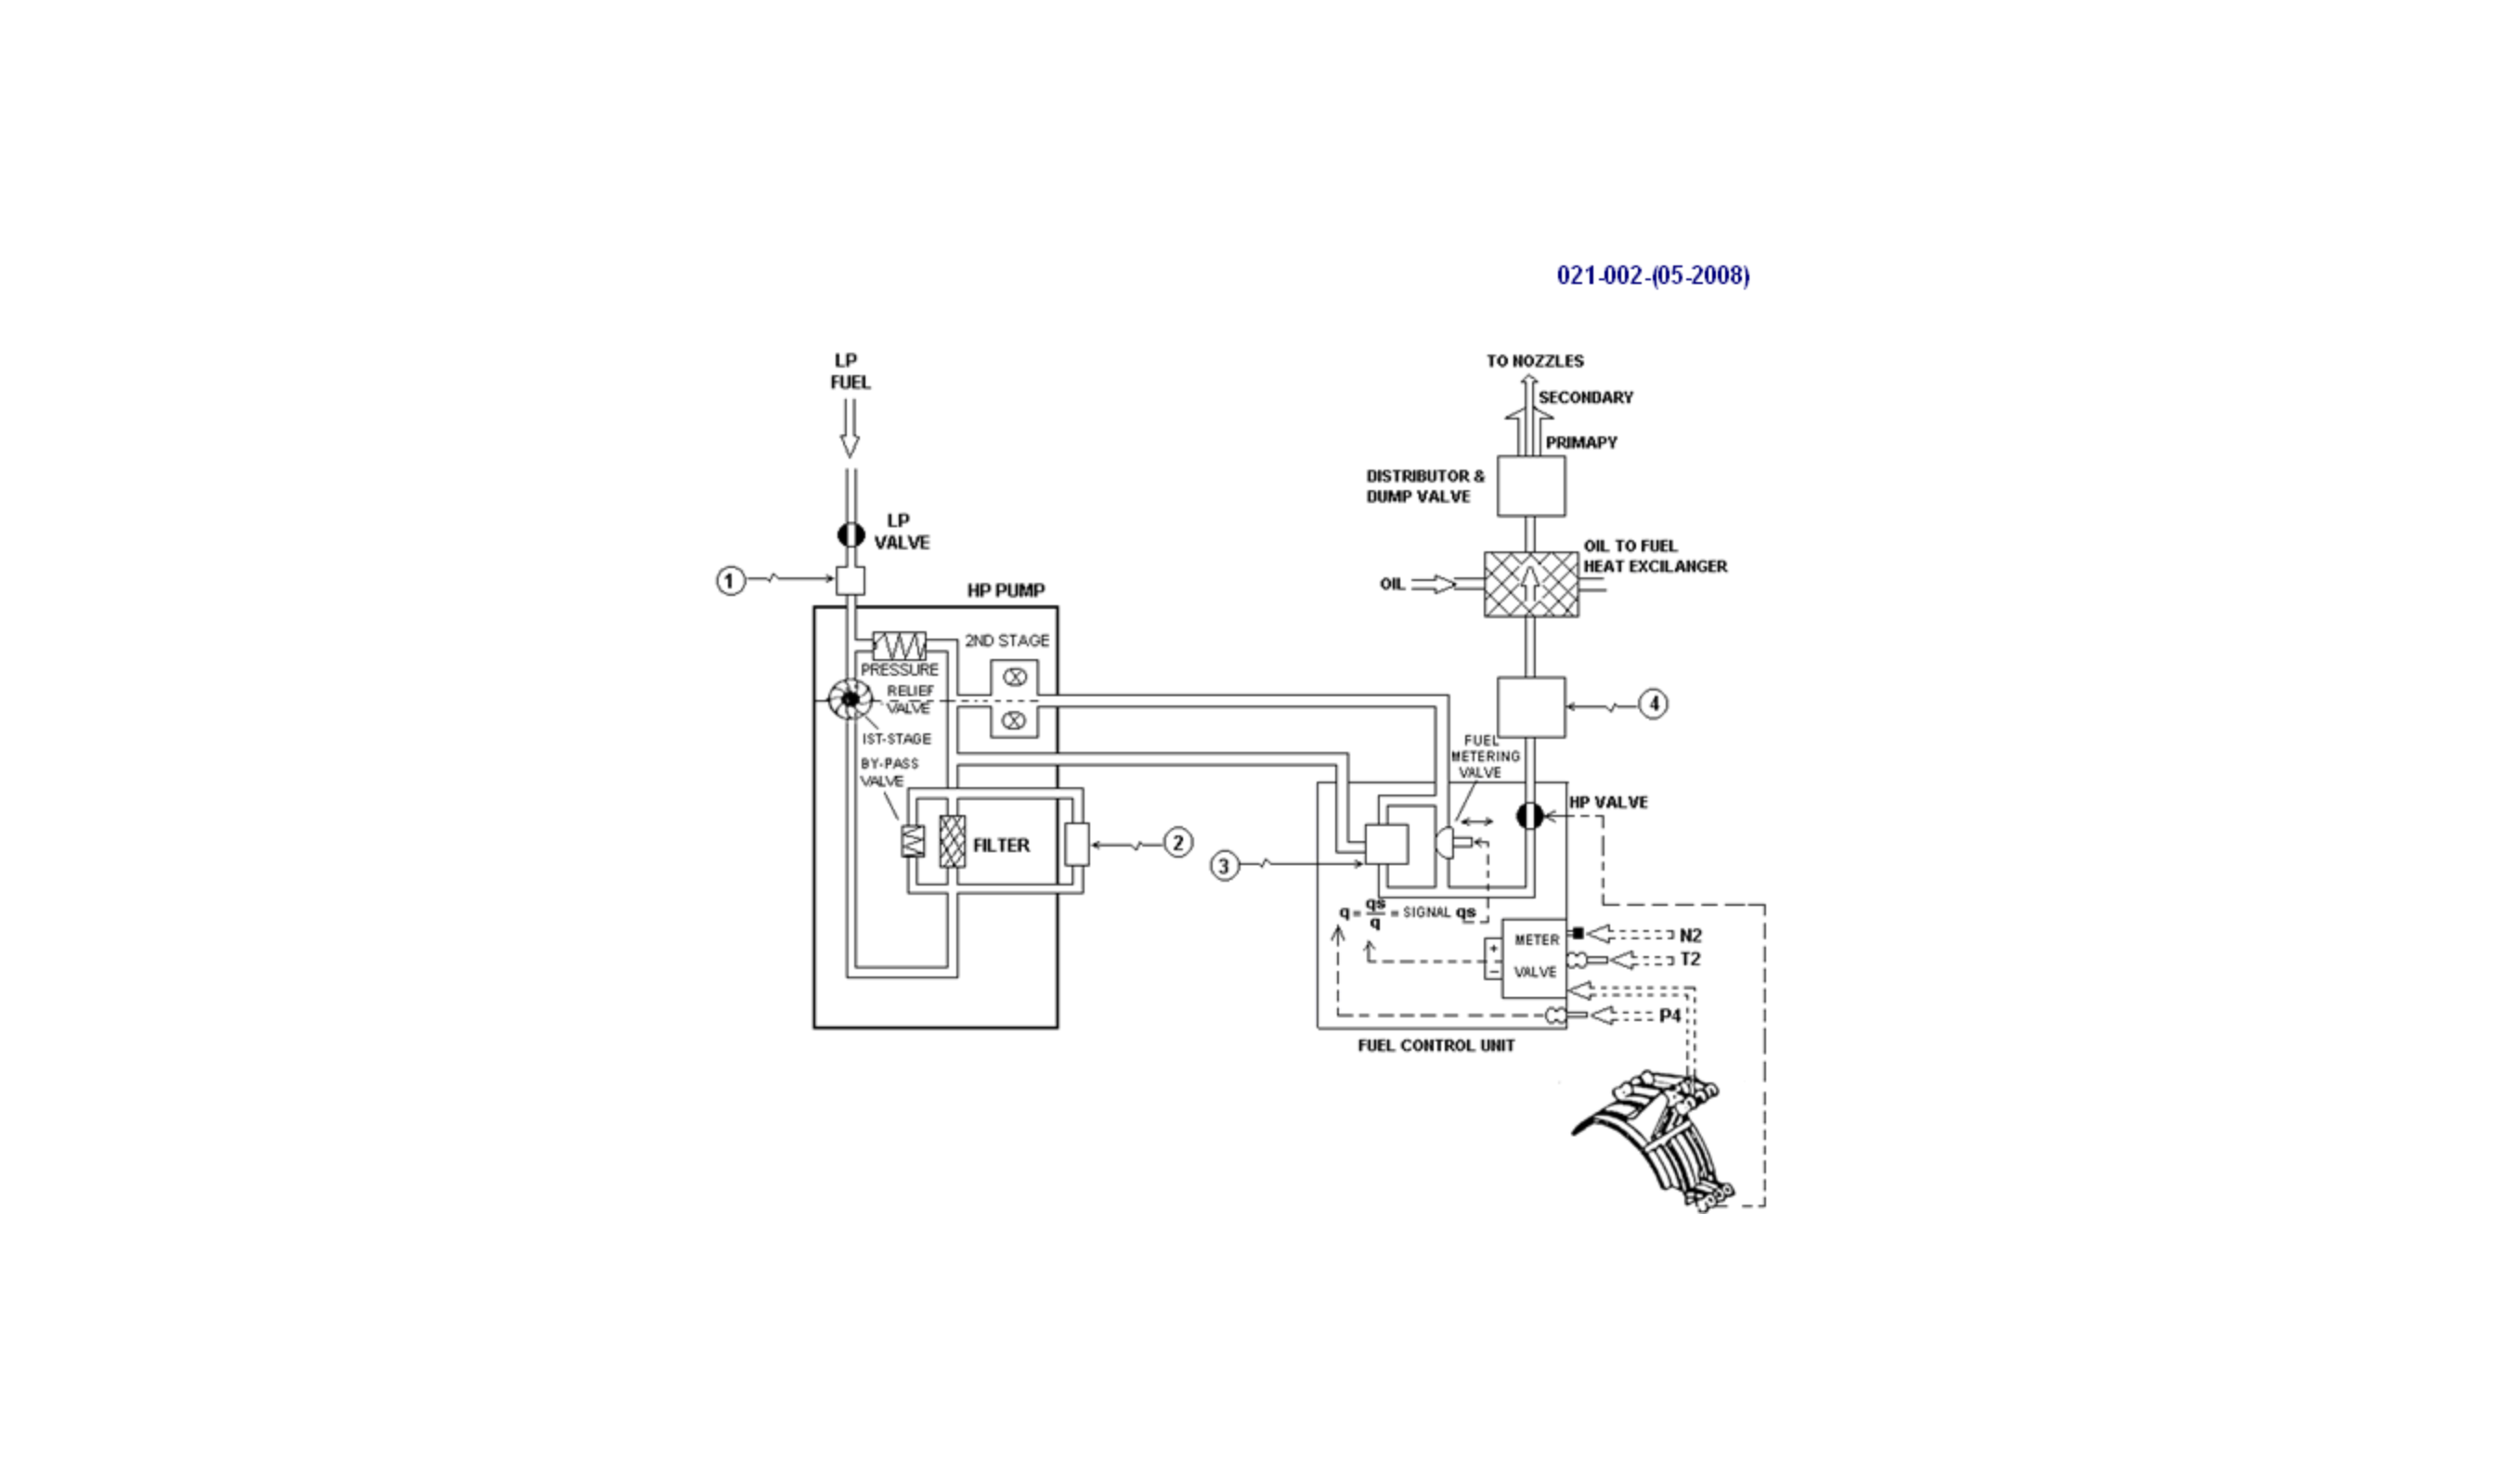 021-002-(05-2008)
LP
FUEL
TO NOZZLES
SECONDARY
PRIMAPY
DISTRIBUTOR &
DUMP VALVE
LP
VALVE
OIL TO FUEL
HEAT EXCILANGER
OIL
1
HP PUMP
2ND STAGE
PRESSURE
RELIEF
VALVE
IST-STAGE
BY-PASS
VALVE
4
FUEL
METERING
VALVE
HP VALVE
FILTER
2
3
q = qs/q = SIGNAL qs
METER
VALVE
+
−
N2
T2
P4
FUEL CONTROL UNIT